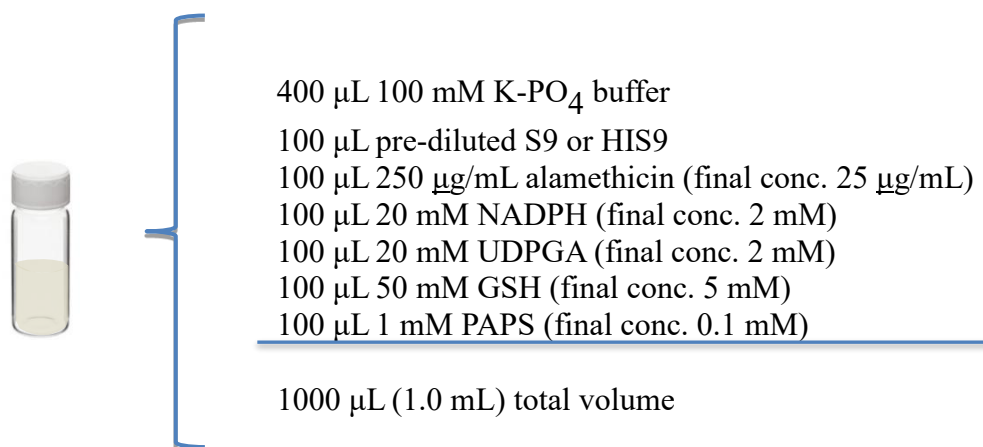 400 μL 100 mM K-PO4 buffer
100 μL pre-diluted S9 or HIS9
100 μL 250 μg/mL alamethicin (final conc. 25 μg/mL)
100 μL 20 mM NADPH (final conc. 2 mM)
100 μL 20 mM UDPGA (final conc. 2 mM)
100 μL 50 mM GSH (final conc. 5 mM)
100 μL 1 mM PAPS (final conc. 0.1 mM)
1000 μL (1.0 mL) total volume